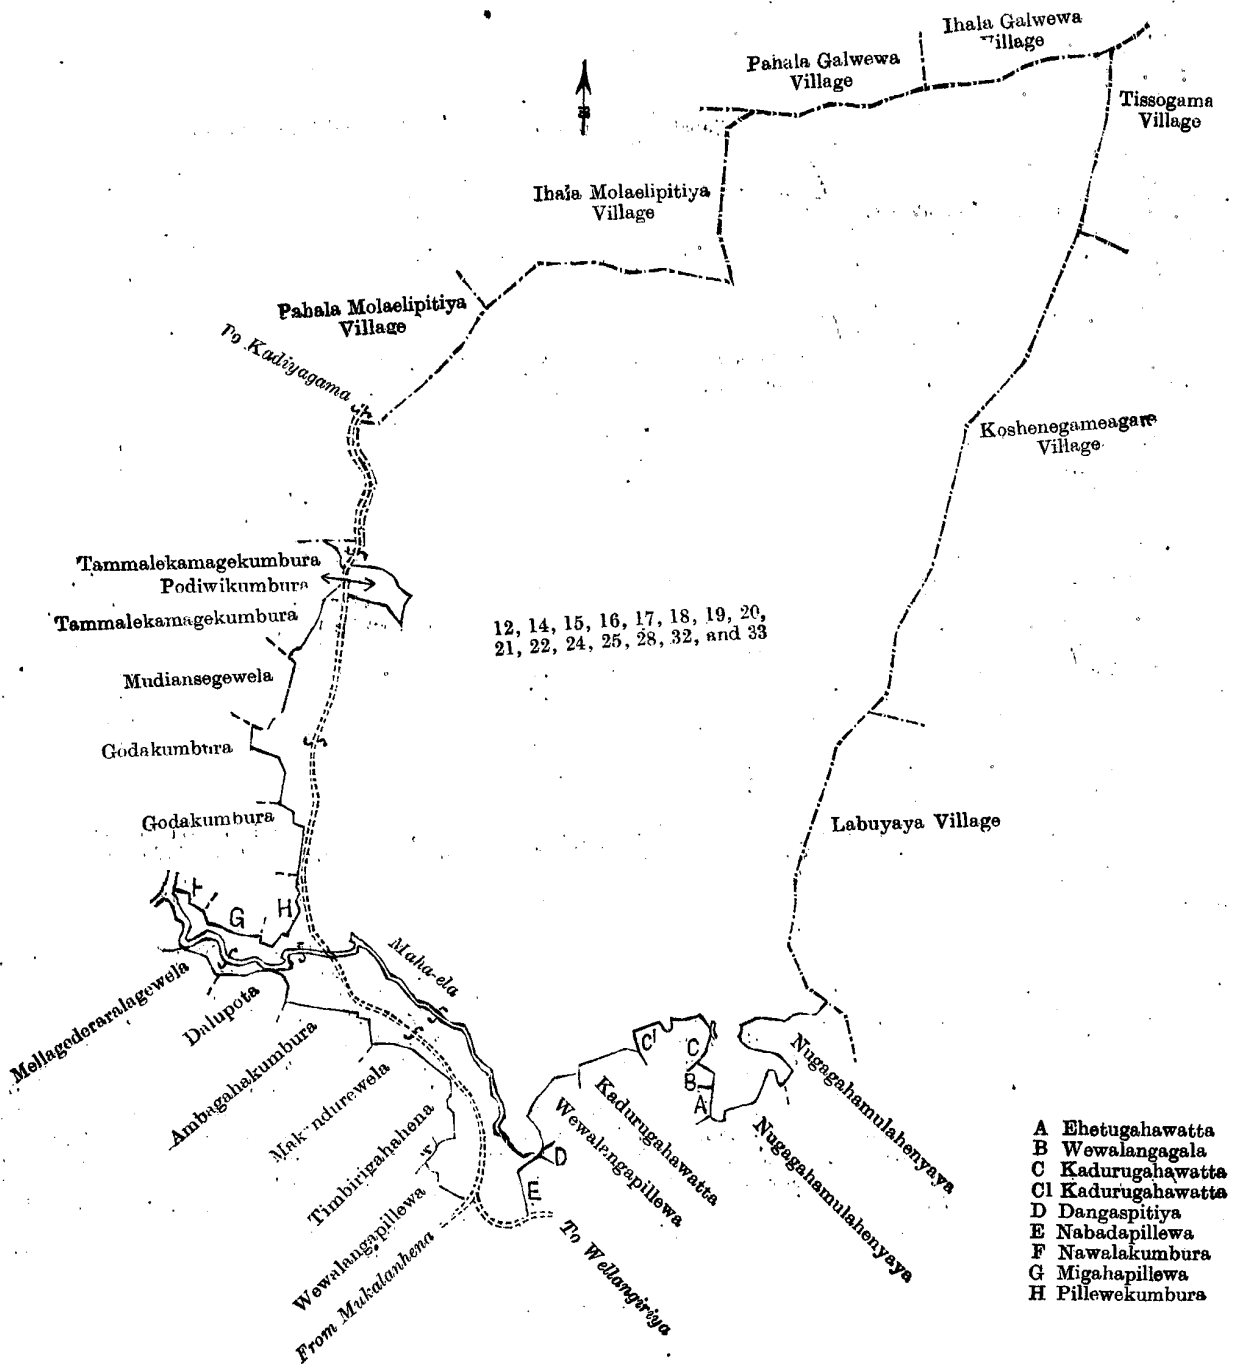 Ihala Galwewa
Village
Pahala Galwewa
Village
Tissogama
Village
Ihala Molaelipitiya
Village
Pahala Molaelipitiya
Village
To Kadiyagama
Koshenegameagare
Village
Tammalekamagekumbura
Podiwikumbura
Tammalekamagekumbura
12, 14, 15, 16, 17, 18, 19, 20,
21, 22, 24, 25, 28, 32, and 33
Mudiansegewela
Godakumbura
Godakumbura
Labuyaya Village
F
G
H
Maha-ela
Mellagederaralagewela
Dalupota
Ambagahakumbura
Mak ndurewela
Timbirigahahena
Wewalangapillewa
From Mukalanhena
To Wellangiriya
C1
C
B
A
D
E
Kadurugahawatta
Wewalangapillewa
Nugagahamulahenyaya
Nugagahamulahenyaya
A Ehetugahawatta
B Wewalangagala
C Kadurugahawatta
C1 Kadurugahawatta
D Dangaspitiya
E Nabadapillewa
F Nawalakumbura
G Migahapillewa
H Pillewekumbura